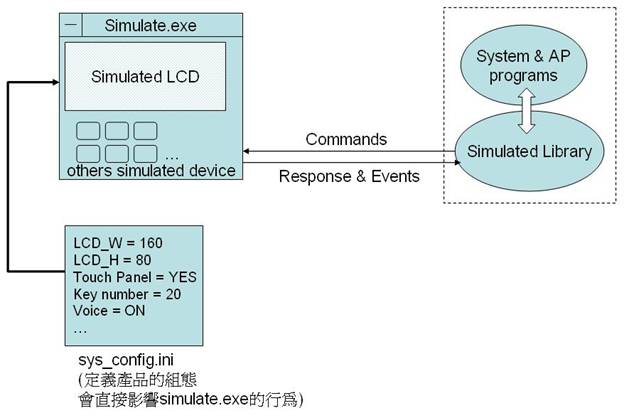 Simulate.exe
Simulated LCD
...
others simulated device
Commands
Response & Events
System & AP
programs
Simulated Library
LCD_W = 160
LCD_H = 80
Touch Panel = YES
Key number = 20
Voice = ON
...
sys_config.ini
(定義產品的組態
會直接影響simulate.exe的行為)